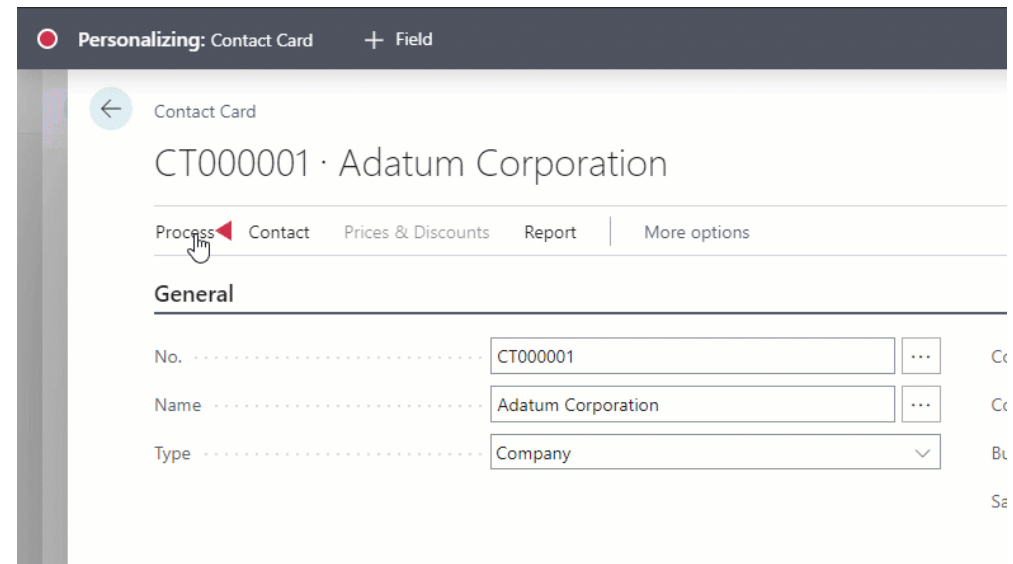 Personalizing: Contact Card + Field
Contact Card
CT000001 · Adatum Corporation
Process Contact Prices & Discounts Report More options
General
No. CT000001 ...
Name Adatum Corporation ...
Type Company